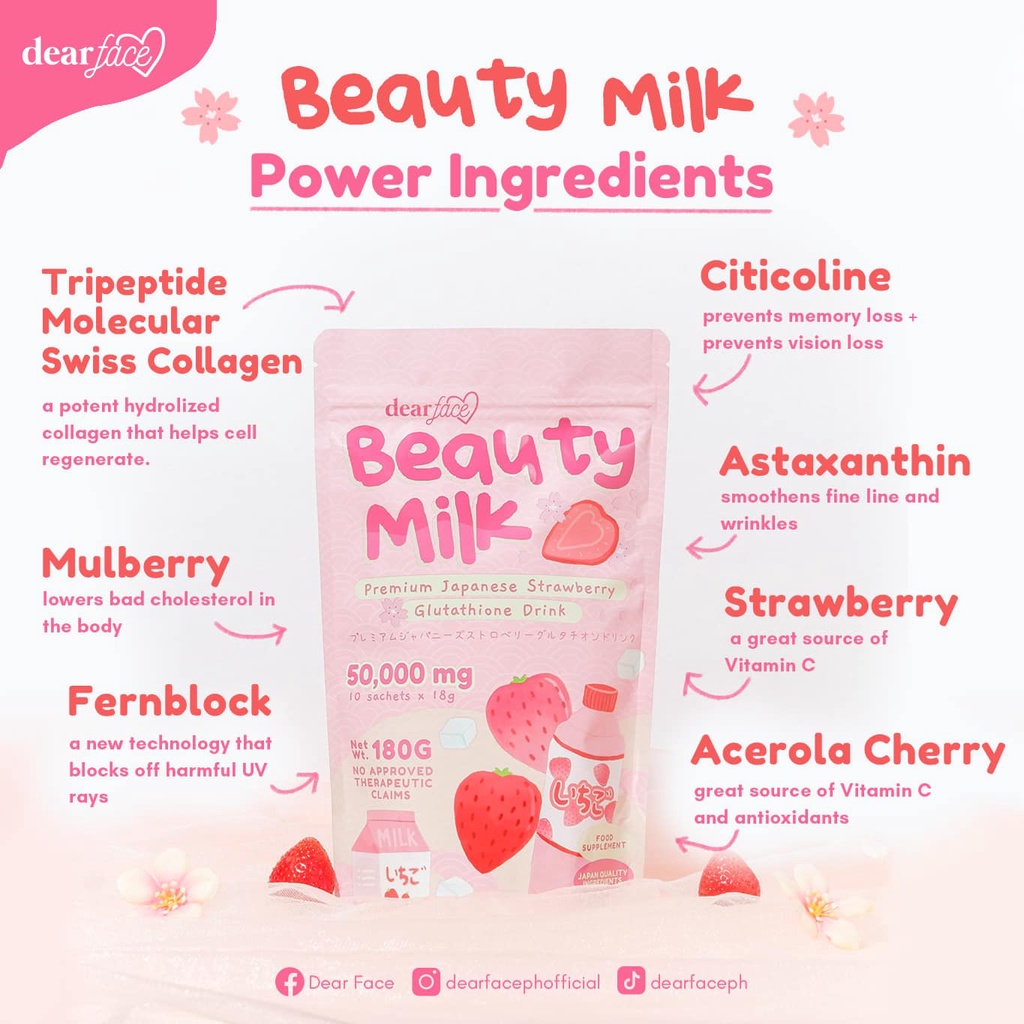 dearface
Beauty Milk
Power Ingredients
Tripeptide
Molecular
Swiss Collagen
a potent hydrolized
collagen that helps cell
regenerate.
Mulberry
lowers bad cholesterol in
the body
Fernblock
a new technology that
blocks off harmful UV
rays
Citicoline
prevents memory loss +
prevents vision loss
Astaxanthin
smoothens fine line and
wrinkles
Strawberry
a great source of
Vitamin C
Acerola Cherry
great source of Vitamin C
and antioxidants
dearface
Beauty
Milk
Premium Japanese Strawberry
Glutathione Drink
プレミアムジャパニーズストロベリーグルタチオンドリンク
50,000 mg
10 sachets x 18g
Net Wt. 180G
NO APPROVED
THERAPEUTIC
CLAIMS
MILK
いちご
いちご
FOOD
SUPPLEMENT
JAPAN QUALITY
INGREDIENTS
Dear Face
dearfacephofficial
dearfaceph